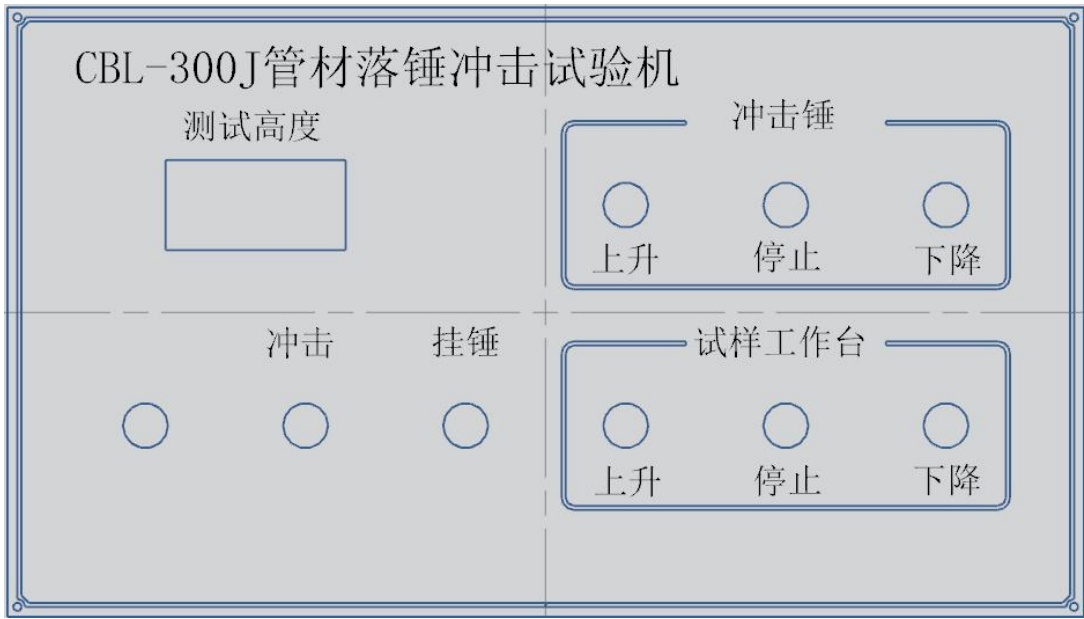 CBL-300J管材落锤冲击试验机
测试高度
冲击锤
上升 停止 下降
冲击 挂锤
试样工作台
上升 停止 下降